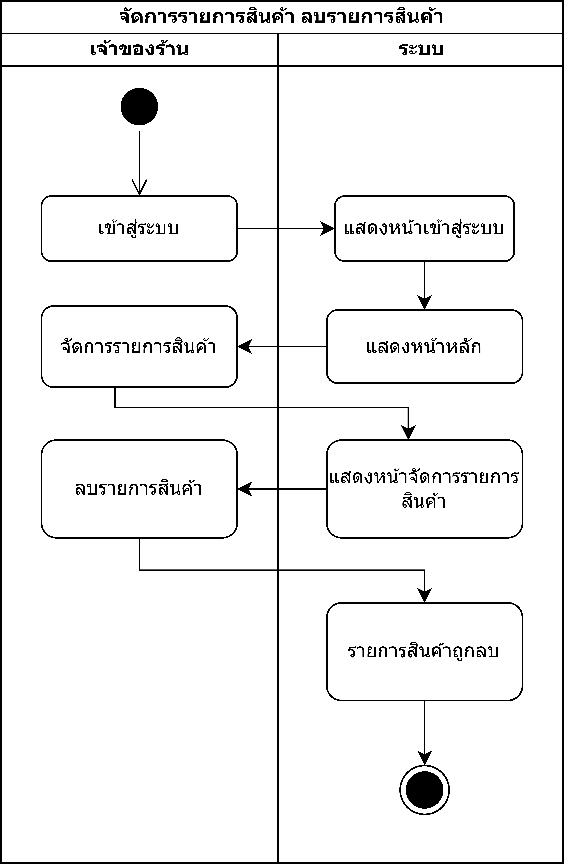 จัดการรายการสินค้า ลบรายการสินค้า
เจ้าของร้าน
ระบบ
เข้าสู่ระบบ
แสดงหน้าเข้าสู่ระบบ
จัดการรายการสินค้า
แสดงหน้าหลัก
ลบรายการสินค้า
แสดงหน้าจัดการรายการ
สินค้า
รายการสินค้าถูกลบ